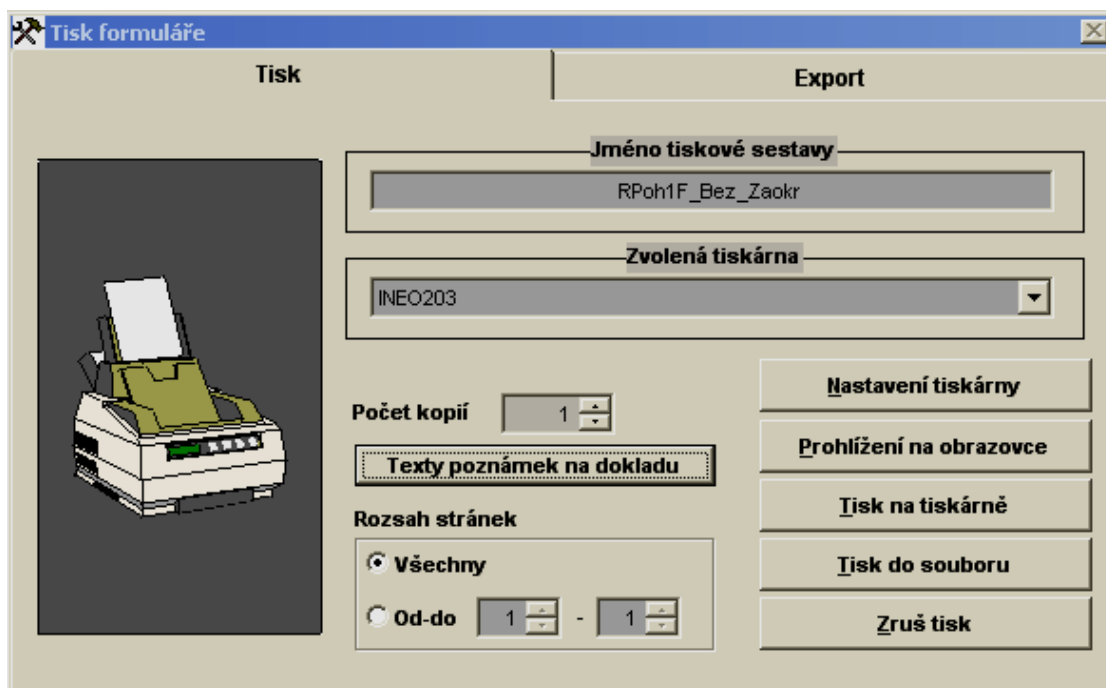 Tisk formuláře
Tisk
Export
Jméno tiskové sestavy
RPoh1F_Bez_Zaokr
Zvolená tiskárna
INEO203
Počet kopií 1
Texty poznámek na dokladu
Rozsah stránek
Všechny
Od-do 1 - 1
Nastavení tiskárny
Prohlížení na obrazovce
Tisk na tiskárně
Tisk do souboru
Zruš tisk